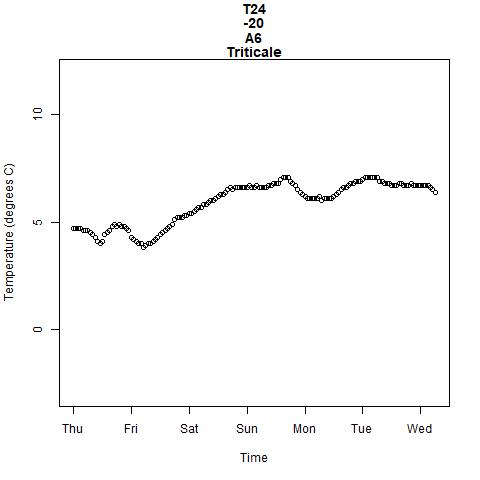 T24
-20
A6
Triticale
Temperature (degrees C)
10
5
0
Thu Fri Sat Sun Mon Tue Wed
Time